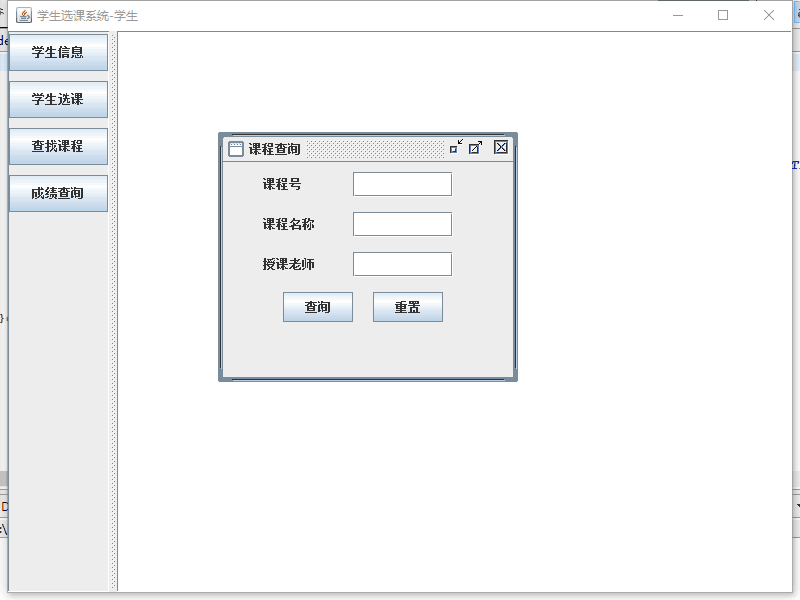 学生选课系统-学生
学生信息
学生选课
查找课程
成绩查询
课程查询
课程号
课程名称
授课老师
查询
重置